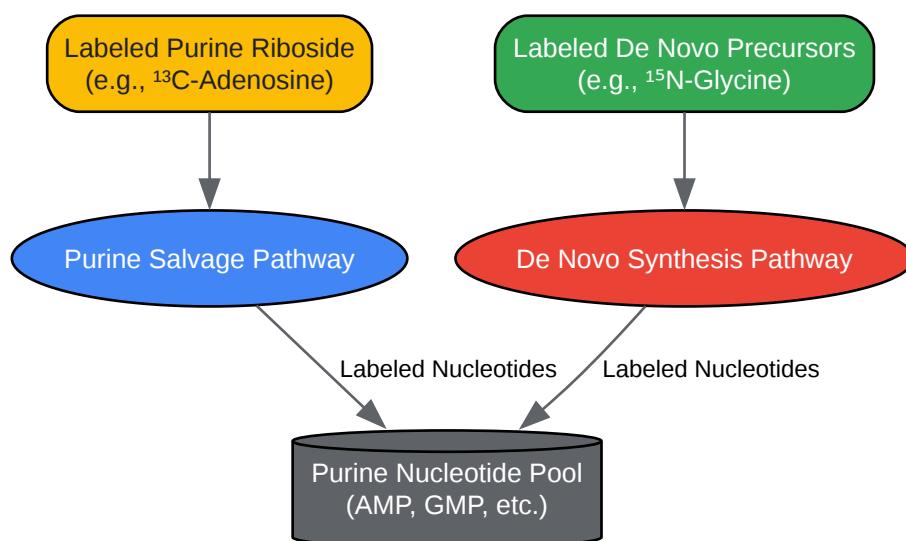 Labeled Purine Riboside
(e.g., ¹³C-Adenosine)
Labeled De Novo Precursors
(e.g., ¹⁵N-Glycine)
Purine Salvage Pathway
De Novo Synthesis Pathway
Labeled Nucleotides
Labeled Nucleotides
Purine Nucleotide Pool
(AMP, GMP, etc.)